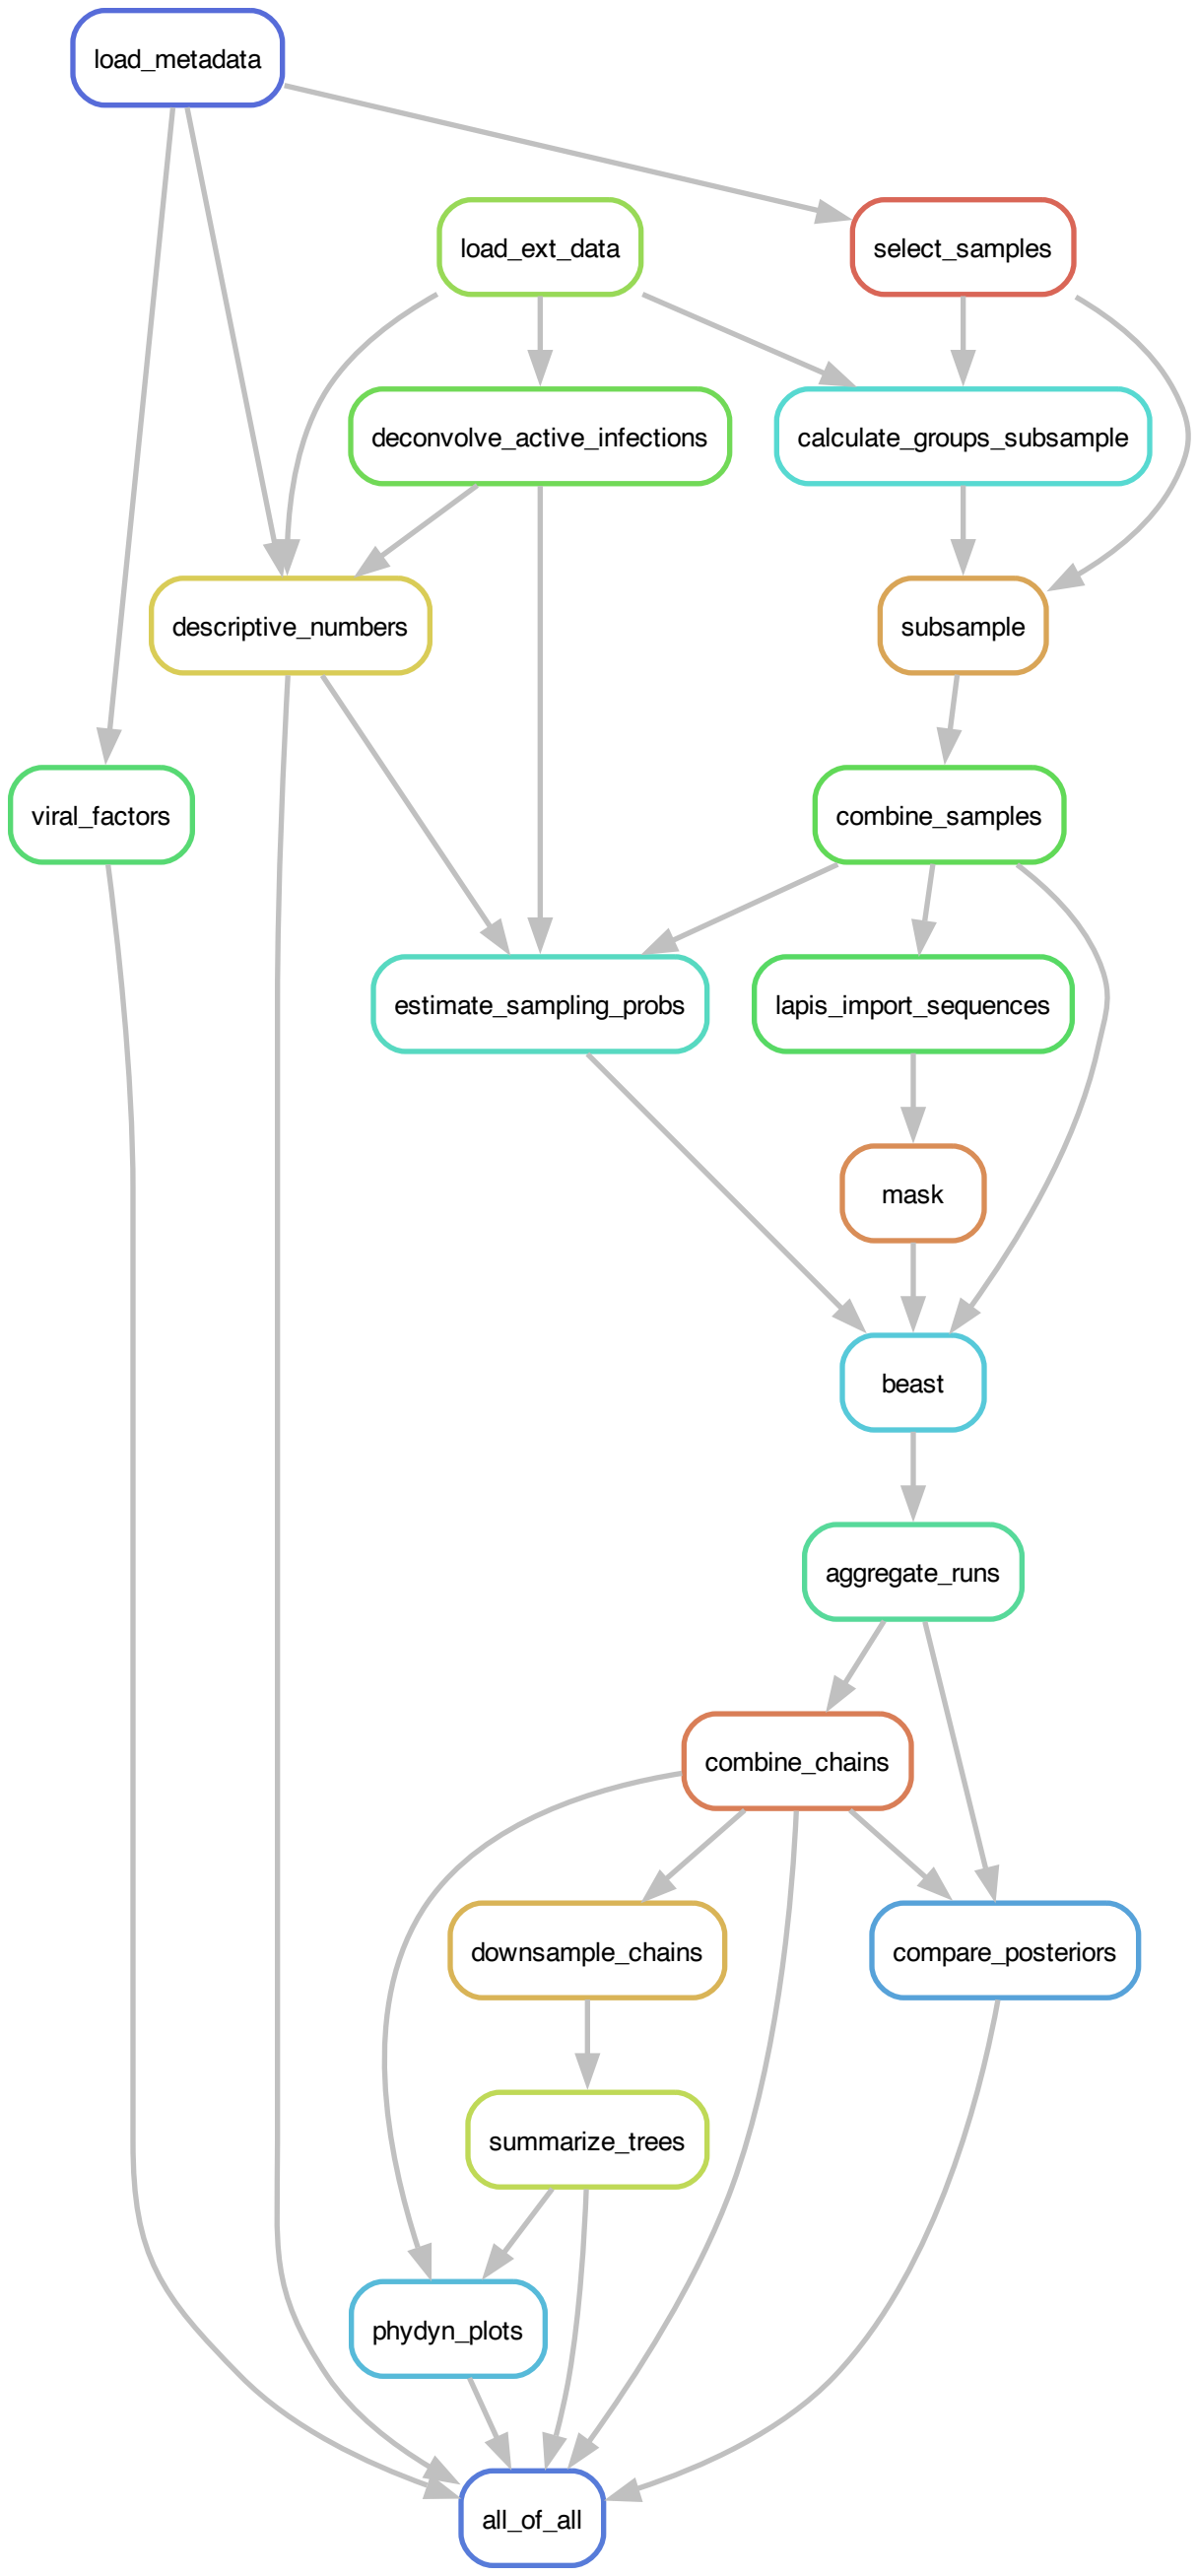 load_metadata
load_ext_data
select_samples
deconvolve_active_infections
calculate_groups_subsample
descriptive_numbers
subsample
viral_factors
combine_samples
estimate_sampling_probs
lapis_import_sequences
mask
beast
aggregate_runs
combine_chains
downsample_chains
compare_posteriors
summarize_trees
phydyn_plots
all_of_all